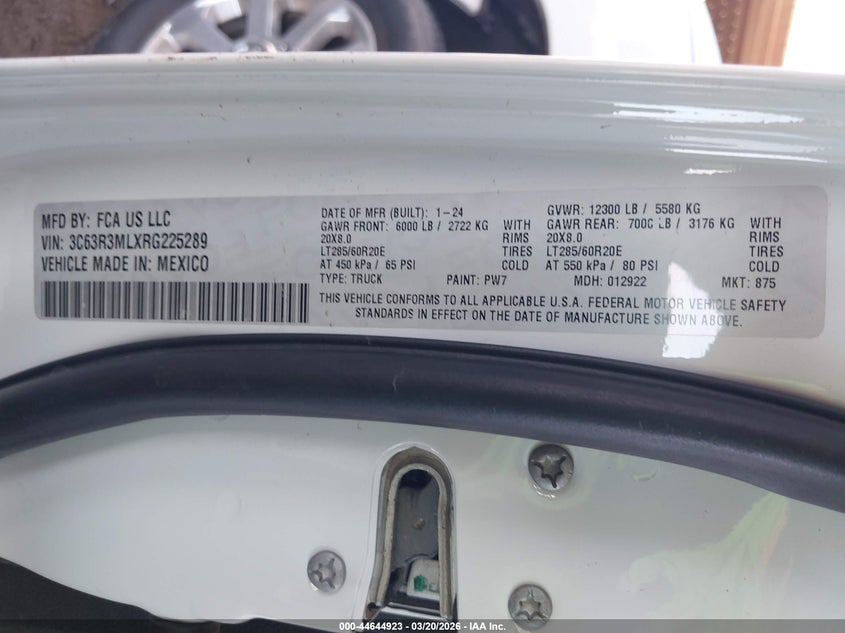 MFD BY: FCA US LLC
VIN: 3C63R3MLXRG225289
VEHICLE MADE IN: MEXICO
DATE OF MFR (BUILT): 1-24
GAWR FRONT: 6000 LB / 2722 KG WITH
20X8.0 RIMS
LT285/60R20E TIRES
AT 450 kPa / 65 PSI COLD
TYPE: TRUCK PAINT: PW7
GVWR: 12300 LB / 5580 KG
GAWR REAR: 7000 LB / 3176 KG WITH
20X8.0 RIMS
LT285/60R20E TIRES
AT 550 kPa / 80 PSI COLD
MDH: 012922 MKT: 875
THIS VEHICLE CONFORMS TO ALL APPLICABLE U.S.A. FEDERAL MOTOR VEHICLE SAFETY
STANDARDS IN EFFECT ON THE DATE OF MANUFACTURE SHOWN ABOVE.
000-44644923 | 03/20/2026 | IAA Inc.